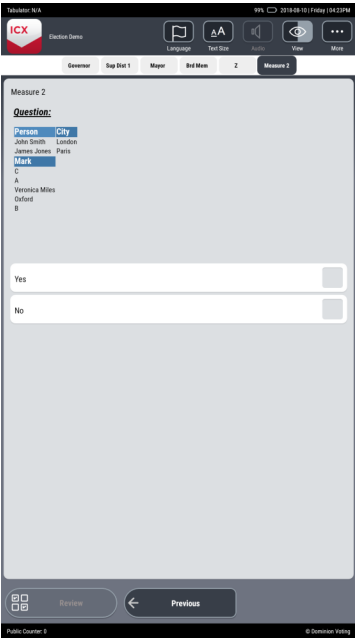 Tabulator: N/A 99% 2018-08-10 | Friday | 04:23PM
ICX
Election Demo
Language Text Size Audio View More
Governor Sup Dist 1 Mayor Brd Mem Z Measure 2
Measure 2
Question:
Person City
John Smith London
James Jones Paris
Mark
C
A
Veronica Miles
Oxford
B
Yes
No
Review Previous
Public Counter: 0 © Dominion Voting